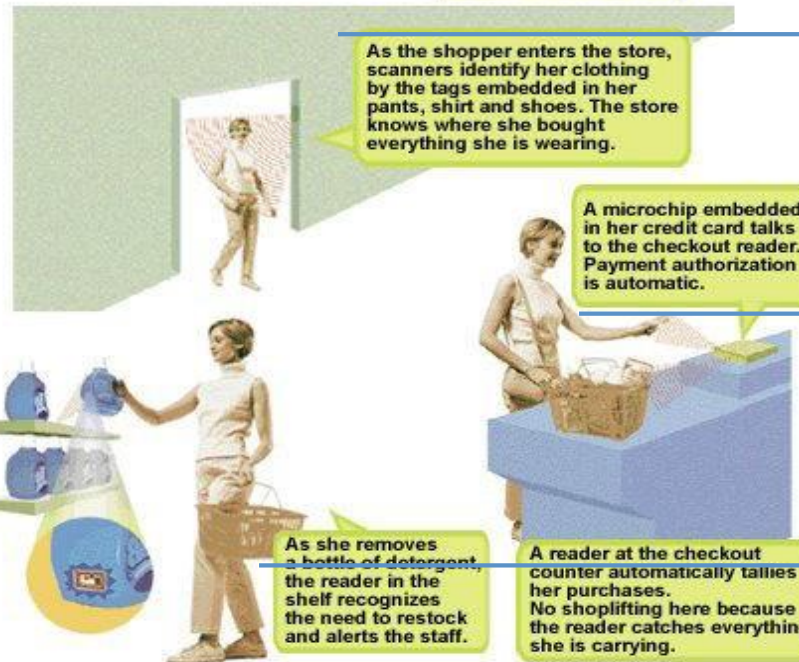 As the shopper enters the store,
scanners identify her clothing
by the tags embedded in her
pants, shirt and shoes. The store
knows where she bought
everything she is wearing.
A microchip embedded
in her credit card talks
to the checkout reader.
Payment authorization
is automatic.
As she removes
a bottle of detergent,
the reader in the
shelf recognizes
the need to restock
and alerts the staff.
A reader at the checkout
counter automatically tallies
her purchases.
No shoplifting here because
the reader catches everythin
she is carrying.